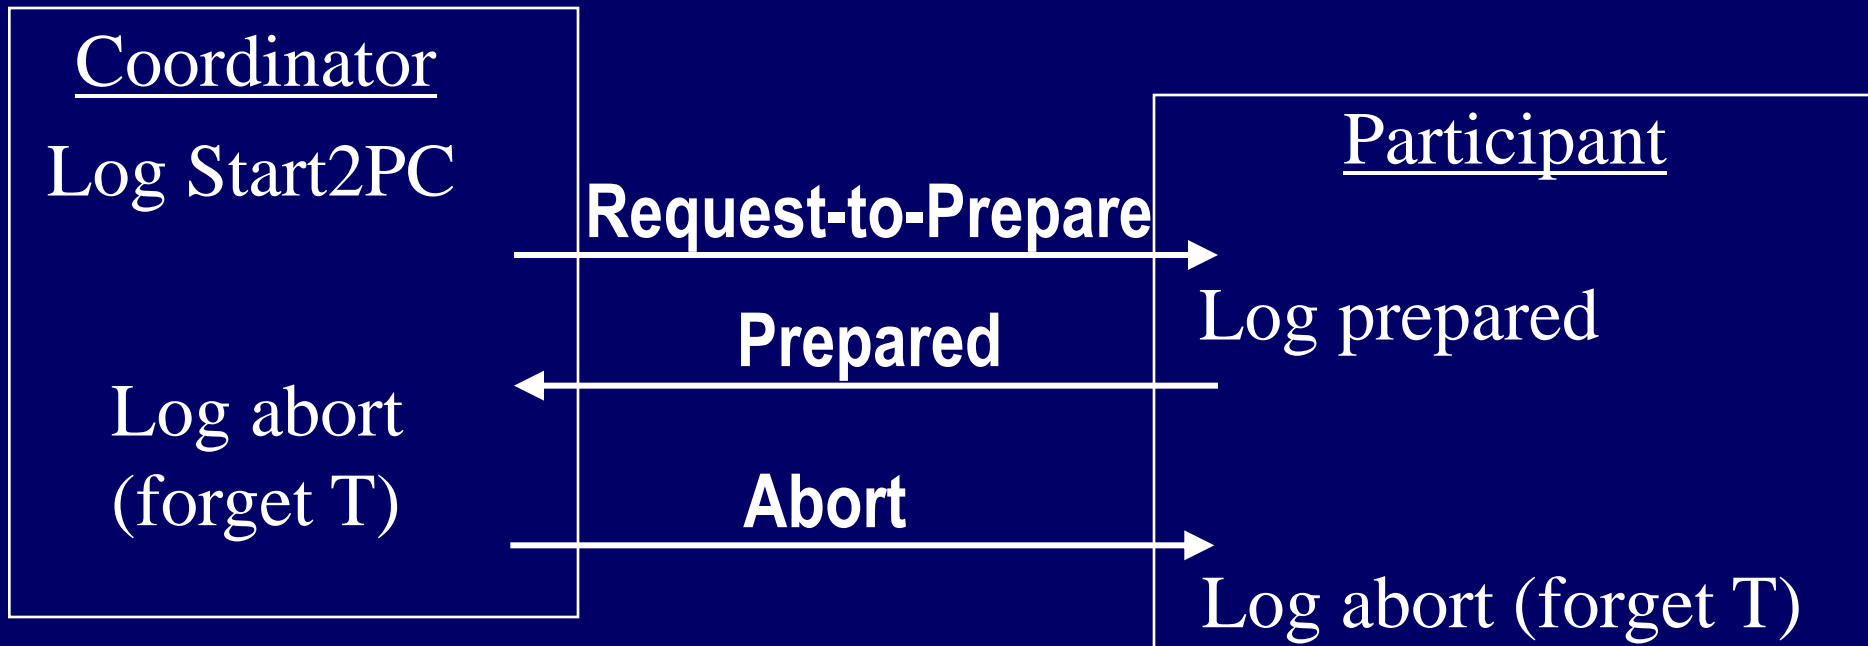 Coordinator
Log Start2PC
Participant
Request-to-Prepare
Log prepared
Prepared
Log abort
(forget T)
Abort
Log abort (forget T)